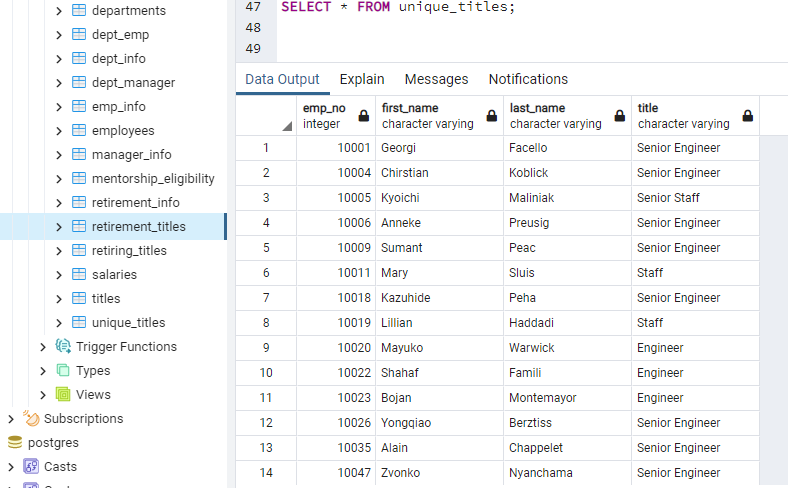 departments
dept_emp
dept_info
dept_manager
emp_info
employees
manager_info
mentorship_eligibility
retirement_info
retirement_titles
retiring_titles
salaries
titles
unique_titles
Trigger Functions
Types
Views
Subscriptions
postgres
Casts
47 SELECT * FROM unique_titles;
48
49
Data Output Explain Messages Notifications
emp_no first_name last_name title
integer character varying character varying character varying
1 10001 Georgi Facello Senior Engineer
2 10004 Chirstian Koblick Senior Engineer
3 10005 Kyoichi Maliniak Senior Staff
4 10006 Anneke Preusig Senior Engineer
5 10009 Sumant Peac Senior Engineer
6 10011 Mary Sluis Staff
7 10018 Kazuhide Peha Senior Engineer
8 10019 Lillian Haddadi Staff
9 10020 Mayuko Warwick Engineer
10 10022 Shahaf Famili Engineer
11 10023 Bojan Montemayor Engineer
12 10026 Yongqiao Berztiss Senior Engineer
13 10035 Alain Chappelet Senior Engineer
14 10047 Zvonko Nyanchama Senior Engineer